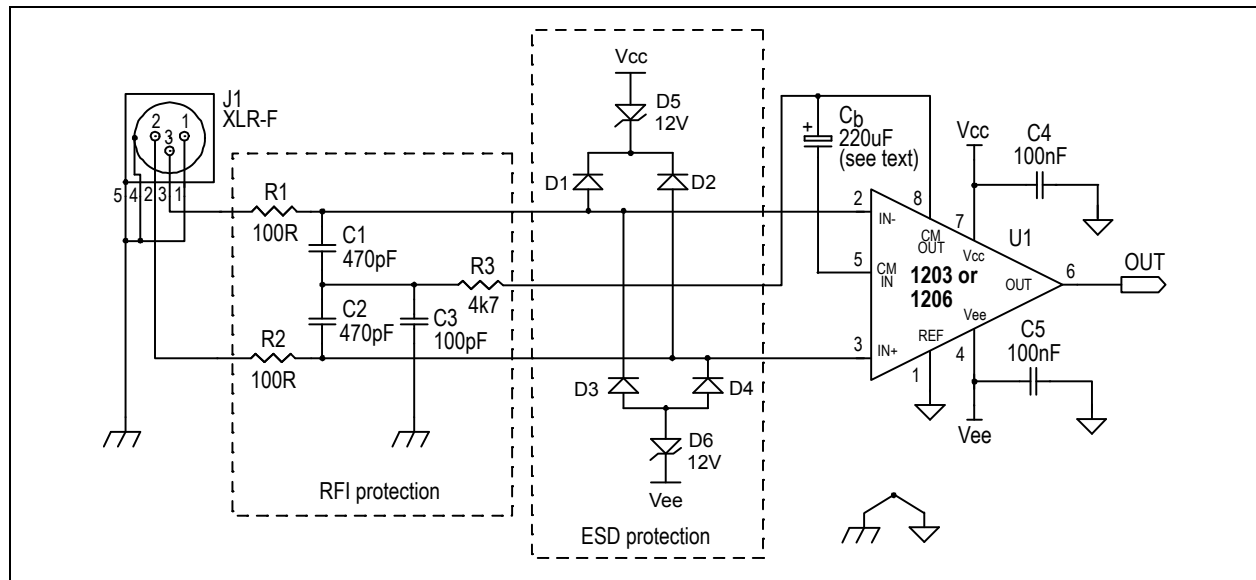 J1
XLR-F
2
3
1
5
4
2
3
1
R1
100R
C1
470pF
R3
4k7
C2
470pF
C3
100pF
R2
100R
RFI protection
Vcc
D5
12V
D1
D2
D3
D4
D6
12V
Vee
ESD protection
+
Cb
220uF
(see text)
Vcc
C4
100nF
2
IN-
8
CM
OUT
7
Vcc
U1
5
CM
IN
1203 or
1206
OUT
6
OUT
Vee
3
IN+
REF
1
4
C5
100nF
Vee